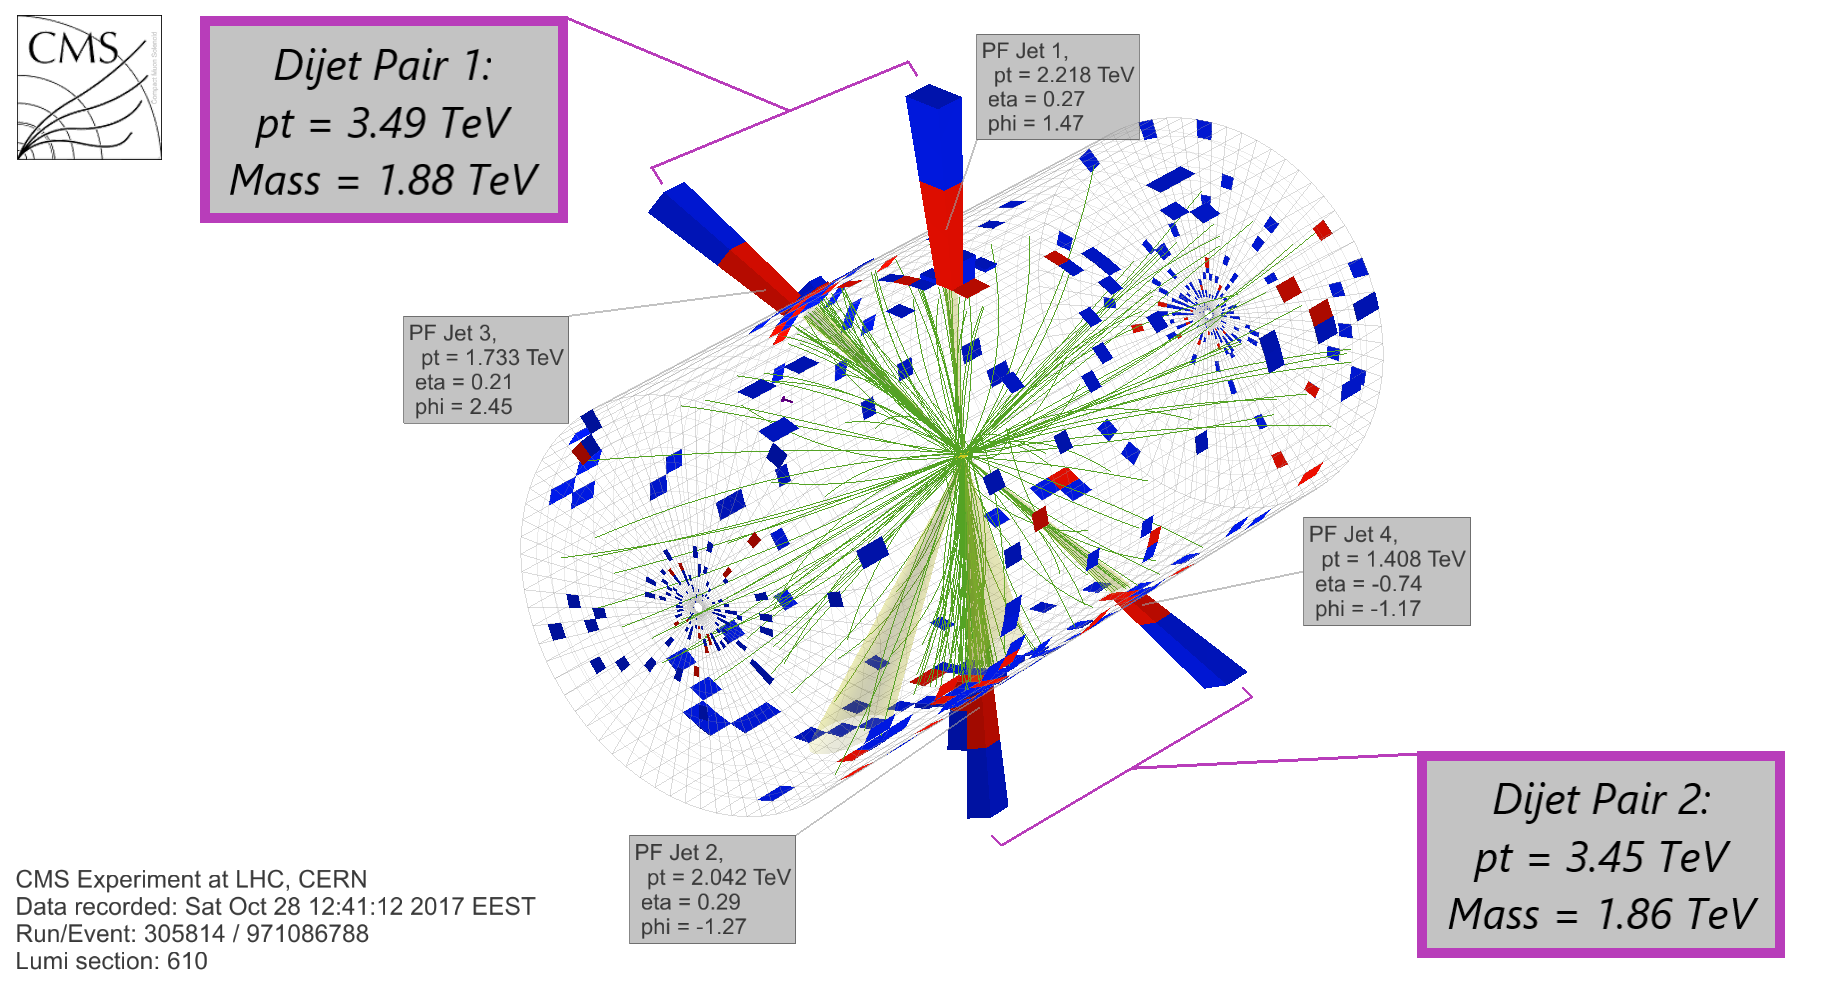 CMS
Compact Muon Solenoid
Dijet Pair 1:
pt = 3.49 TeV
Mass = 1.88 TeV
PF Jet 1,
pt = 2.218 TeV
eta = 0.27
phi = 1.47
PF Jet 3,
pt = 1.733 TeV
eta = 0.21
phi = 2.45
PF Jet 4,
pt = 1.408 TeV
eta = -0.74
phi = -1.17
Dijet Pair 2:
pt = 3.45 TeV
Mass = 1.86 TeV
PF Jet 2,
pt = 2.042 TeV
eta = 0.29
phi = -1.27
CMS Experiment at LHC, CERN
Data recorded: Sat Oct 28 12:41:12 2017 EEST
Run/Event: 305814 / 971086788
Lumi section: 610